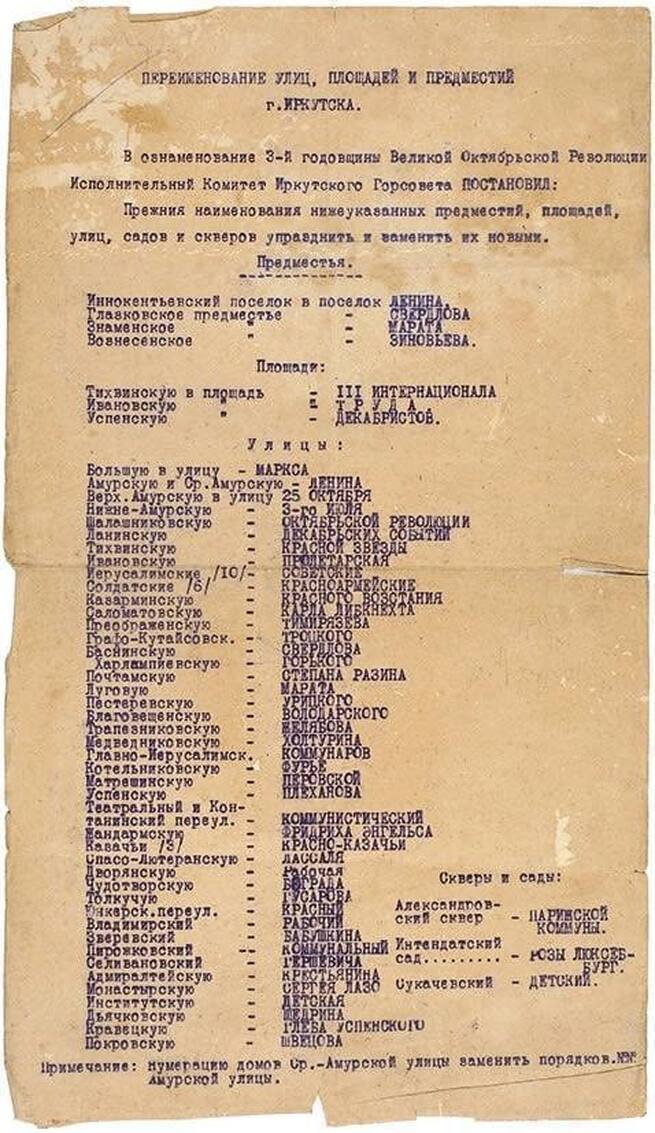 ПЕРЕИМЕНОВАНИЕ УЛИЦ, ПЛОЩАДЕЙ И ПРЕДМЕСТИЙ
г.ИРКУТСКА.
В ознаменование 3-й годовщины Великой Октябрьской Революции
Исполнительный Комитет Иркутского Горсовета ПОСТАНОВИЛ:
Прежния наименования нижеуказанных предместий, площадей,
улиц, садов и скверов упразднить и заменить их новыми.
Предместья.
Иннокентьевский поселок в поселок ЛЕНИНА.
Глазковское предместье - СВЕРДЛОВА
Знаменское " - МАРАТА
Вознесенское " - ЗИНОВЬЕВА.
Площади:
Тихвинскую в площадь - III ИНТЕРНАЦИОНАЛА
Ивановскую " - ТРУДА
Успенскую " - ДЕКАБРИСТОВ.
Улицы:
Большую в улицу - МАРКСА
Амурскую и Ср.Амурскую - ЛЕНИНА
Верх.Амурскую в улицу 25 ОКТЯБРЯ
Нижне-Амурскую - 3-го ИЮЛЯ
Шалашниковскую - ОКТЯБРЬСКОЙ РЕВОЛЮЦИИ
Ланинскую - ДЕКАБРЬСКИХ СОБЫТИЙ
Тихвинскую - КРАСНОЙ ЗВЕЗДЫ
Ивановскую - ПРОЛЕТАРСКАЯ
Иерусалимские /10/- СОВЕТСКИЕ
Солдатские /6/ КРАСНОАРМЕЙСКИЕ
Казарминскую - КРАСНОГО ВОЗСТАНИЯ
Саломатовскую - КАРЛА ЛИБКНЕХТА
Преображенскую - ТИМИРЯЗЕВА
Графо-Кутайсовск. - ТРОЦКОГО
Баснинскую - СВЕРДЛОВА
Харлампиевскую - ГОРЬКОГО
Почтамскую - СТЕПАНА РАЗИНА
Луговую - МАРАТА
Пестеревскую - УРИЦКОГО
Благовещенскую - ВОЛОДАРСКОГО
Трапезниковскую - ЖЕЛЯБОВА
Медведниковскую - ХОЛТУРИНА
Главно-Иерусалимск. КОММУНАРОВ
Котельниковскую - ФУРЬЕ
Матрешинскую - ПЕРОВСКОЙ
Успенскую - ПЛЕХАНОВА
Театральный и Кон-
танинский переул. - КОММУНИСТИЧЕСКИЙ
Жандармскую - ФРИДРИХА ЭНГЕЛЬСА
Казачьи /3/ - КРАСНО-КАЗАЧЬИ
Спасо-Лютеранскую - ЛАССАЛЯ
Дворянскую - Рабочая
Чудотворскую - БОГРАДА
Толкучую - ГУСАРОВА
Юнкерск.переул. - КРАСНЫЙ
Владимирский - РАБОЧИЙ
Зверевский - БАБУШКИНА
Пирожковский -- КОММУНАЛЬНЫЙ
Селивановский - ГЕРШЕВИЧА
Адмиралтейскую - КРЕСТЬЯНИНА
Монастырскую - СЕРГЕЯ ЛАЗО
Институтскую - ДЕТСКАЯ
Дьячковскую - ЩЕДРИНА
Кравецкую - ГЛЕБА УСПЕНСКОГО
Покровскую - ШВЕЦОВА
Скверы и сады:
Александров-
ский сквер - ПАРИЖСКОЙ
КОММУНЫ.
Интендатский
сад......... - РОЗЫ ЛЮКСЕБ-
БУРГ.
Сукачевский - ДЕТСКИЙ.
Примечание: Нумерацию домов Ср.-Амурской улицы заменить порядков.№№
Амурской улицы.